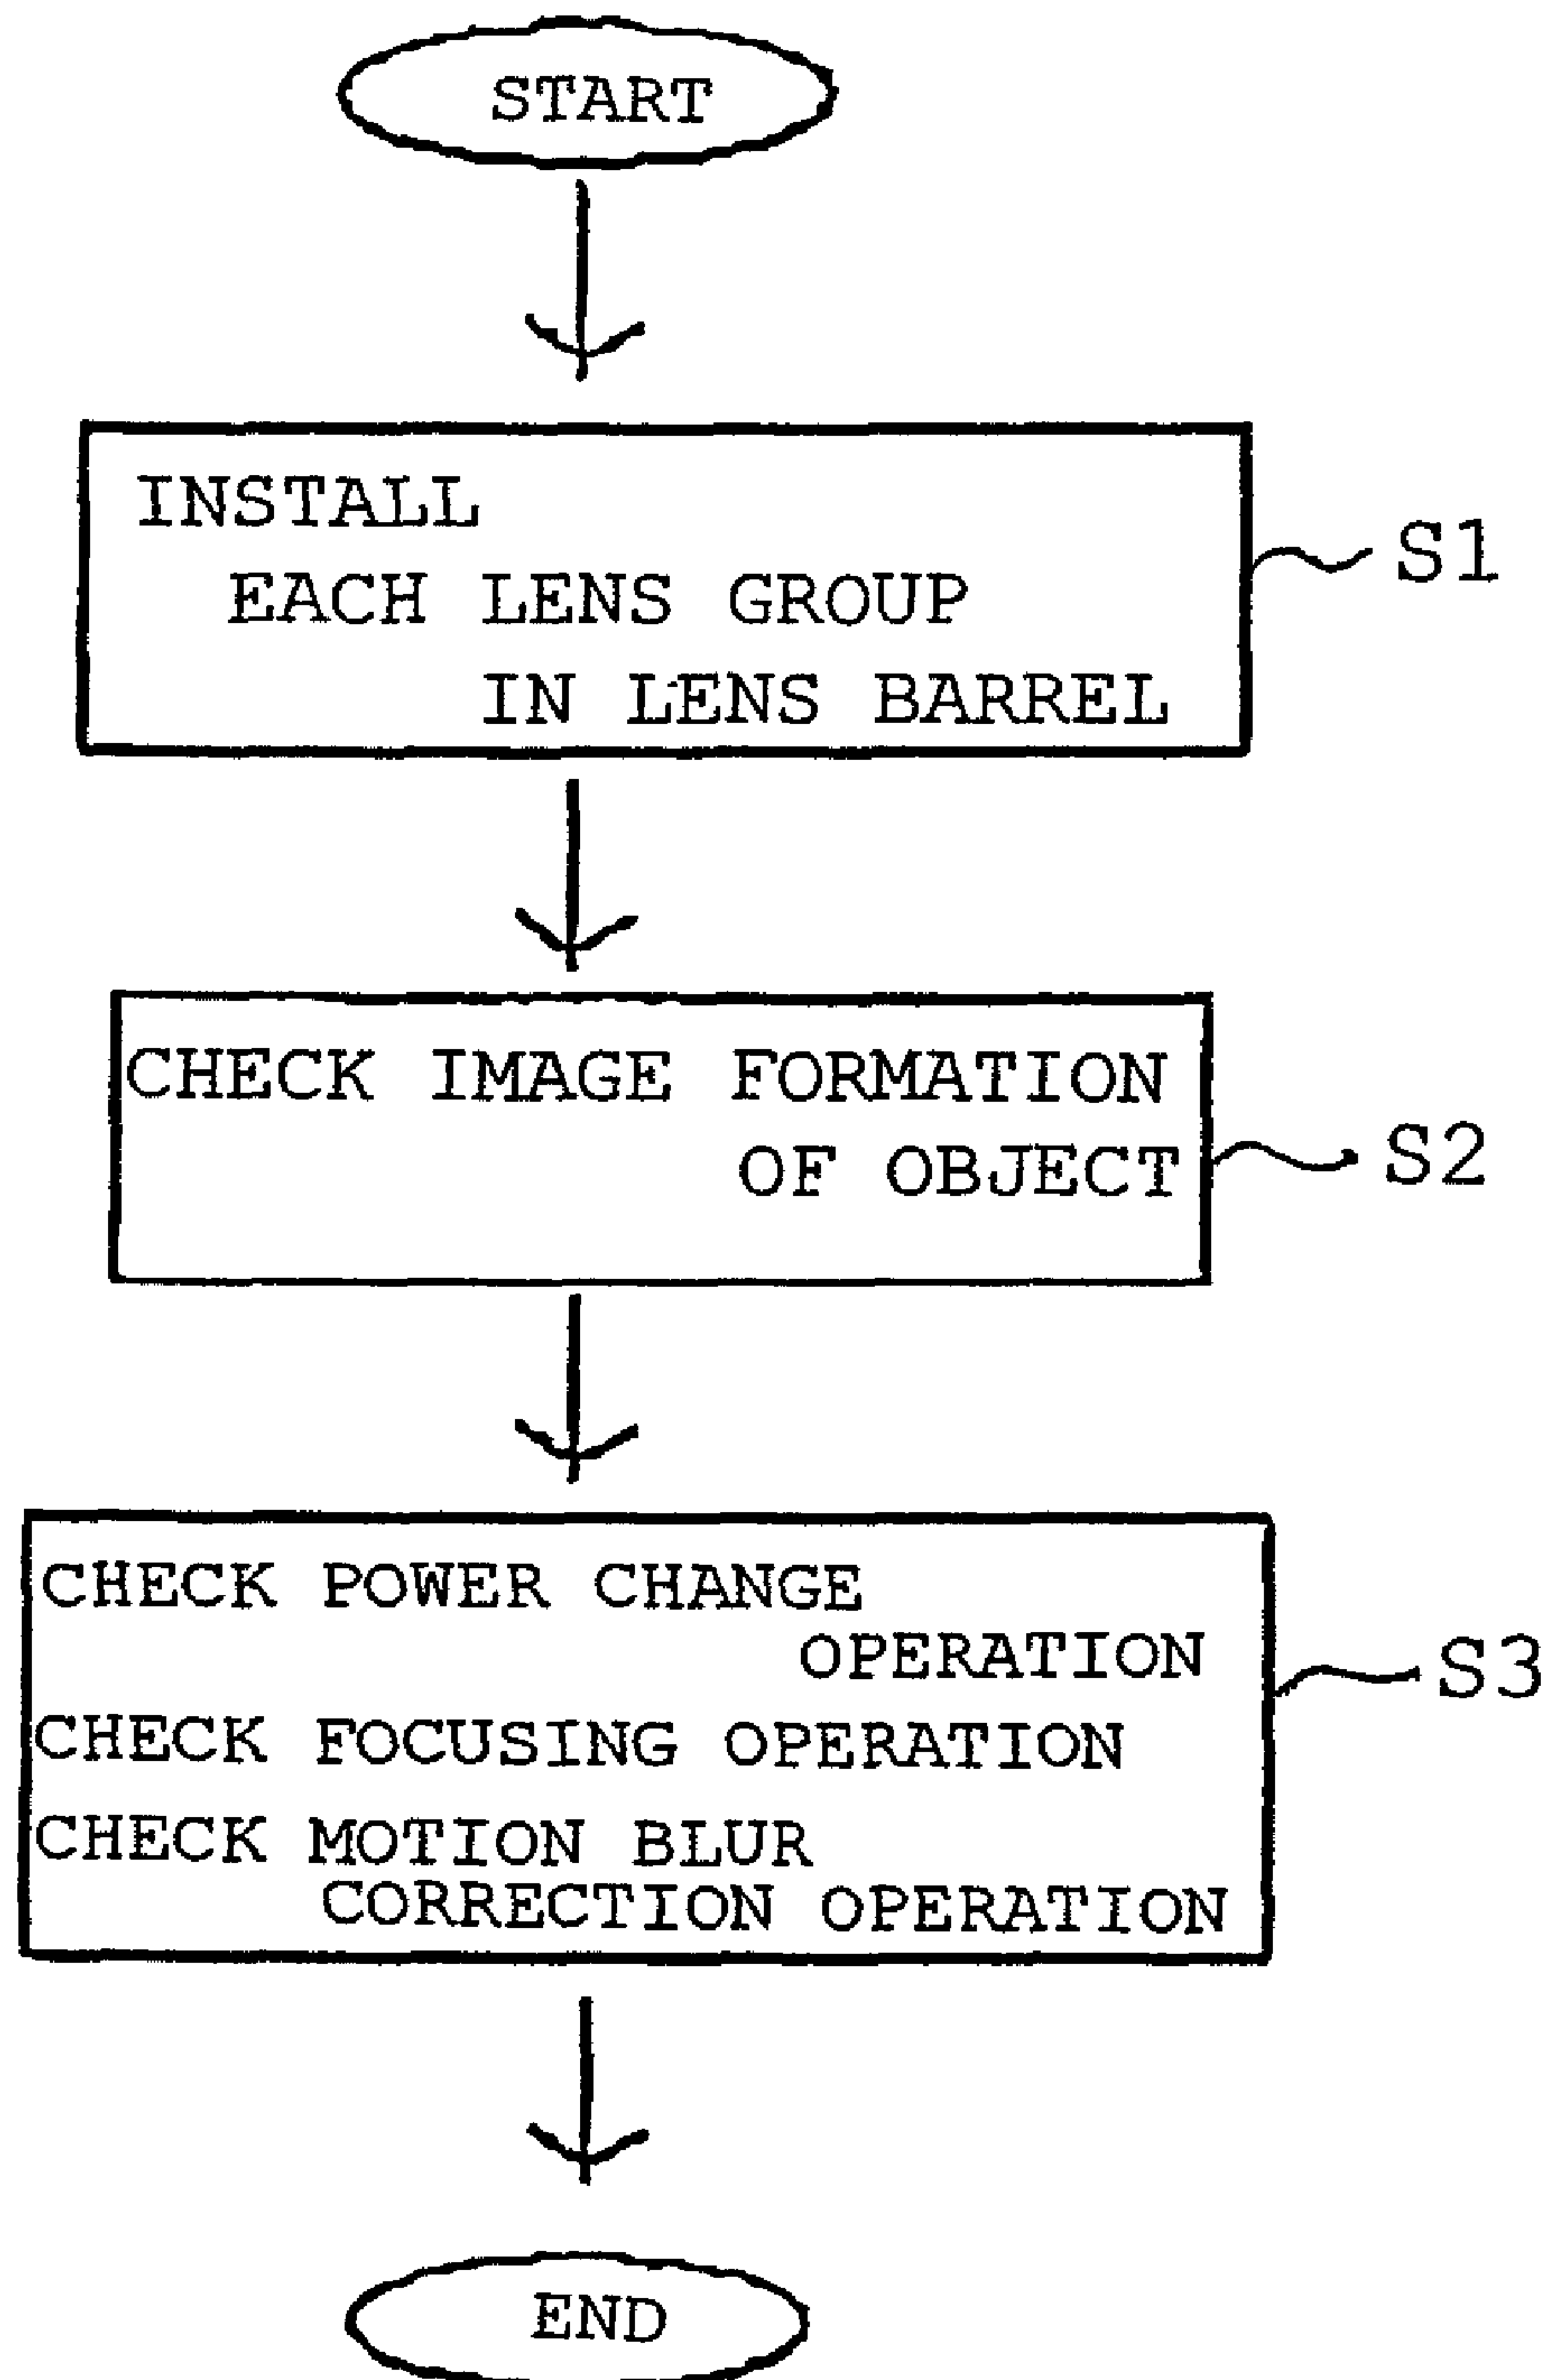 START
INSTALL
EACH LENS GROUP
IN LENS BARREL
S1
CHECK IMAGE FORMATION
OF OBJECT
S2
CHECK POWER CHANGE
OPERATION
CHECK FOCUSING OPERATION
CHECK MOTION BLUR
CORRECTION OPERATION
S3
END